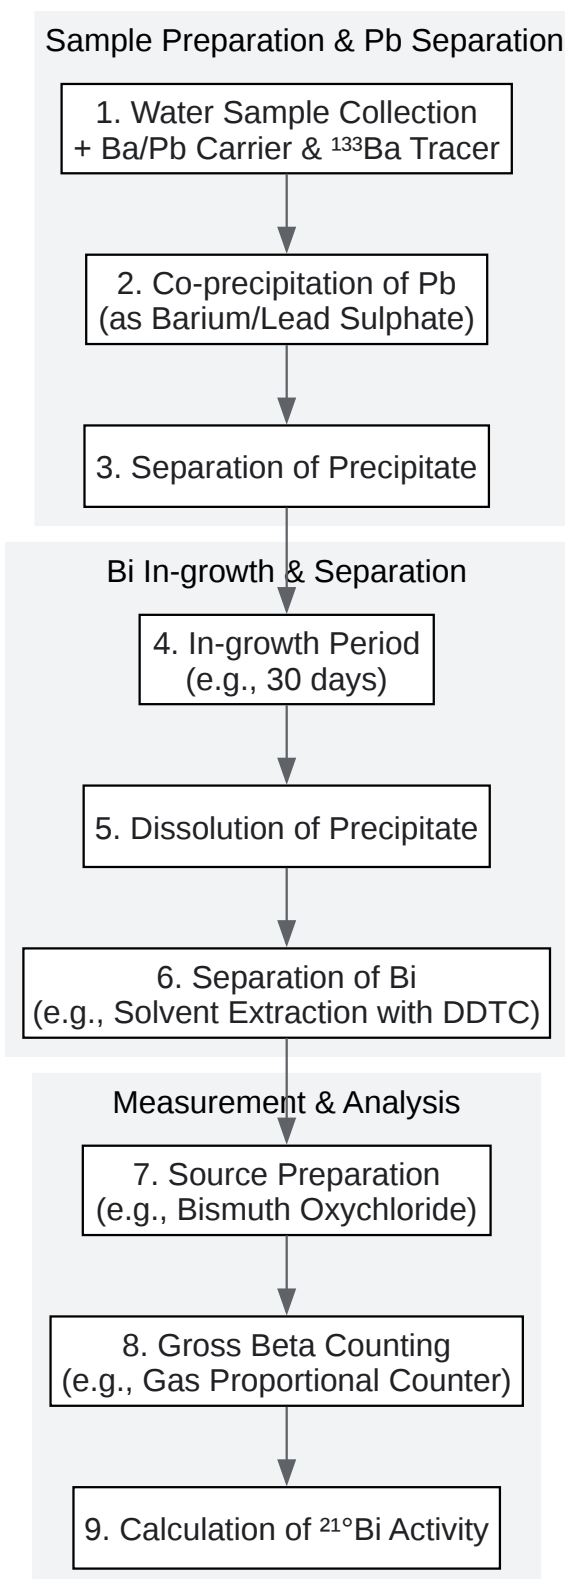 Sample Preparation & Pb Separation
1. Water Sample Collection
+ Ba/Pb Carrier & ¹³³Ba Tracer
2. Co-precipitation of Pb
(as Barium/Lead Sulphate)
3. Separation of Precipitate
Bi In-growth & Separation
4. In-growth Period
(e.g., 30 days)
5. Dissolution of Precipitate
6. Separation of Bi
(e.g., Solvent Extraction with DDTC)
Measurement & Analysis
7. Source Preparation
(e.g., Bismuth Oxychloride)
8. Gross Beta Counting
(e.g., Gas Proportional Counter)
9. Calculation of ²¹°Bi Activity